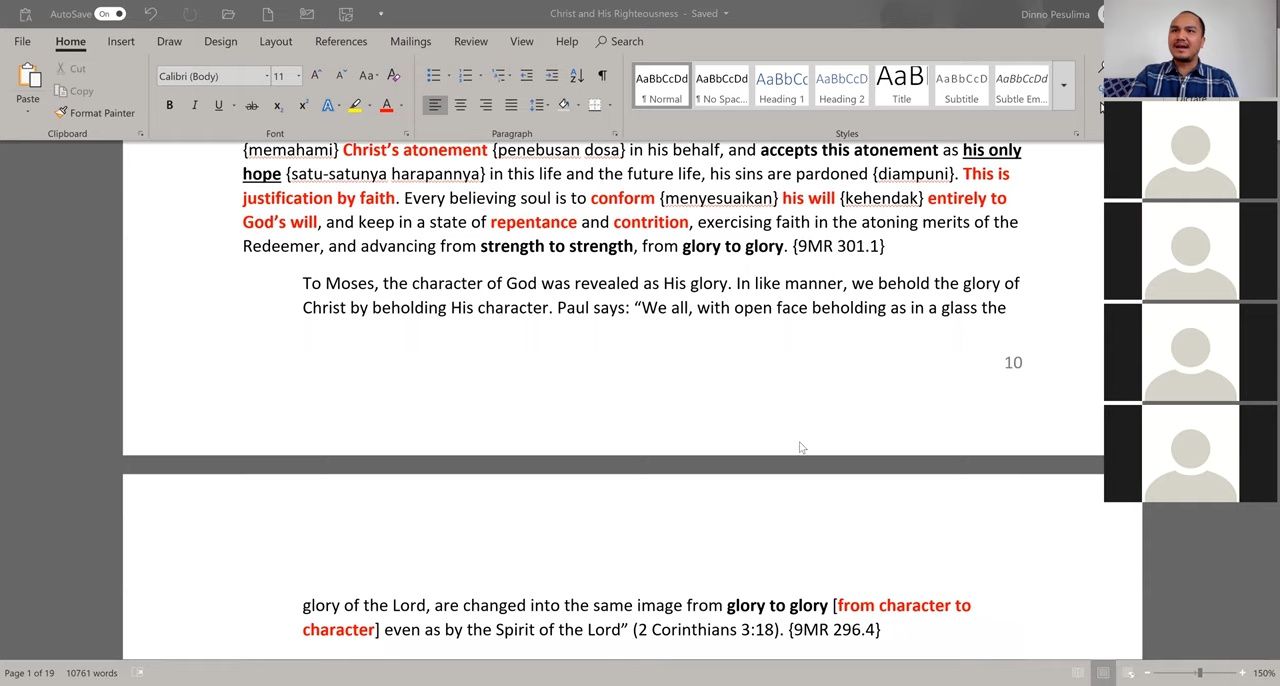 AutoSave On
Christ and His Righteousness - Saved
Dinno Pesulima
File Home Insert Draw Design Layout References Mailings Review View Help Search
Paste
Cut
Copy
Format Painter
Calibri (Body) 11
AaBbCcDd AaBbCcDd AaBbCc AaBbCcD AaB AaBbCcD AaBbCcDd
¶ Normal ¶ No Spac... Heading 1 Heading 2 Title Subtitle Subtle Em...
Clipboard Font Paragraph Styles
{memahami} Christ’s atonement {penebusan dosa} in his behalf, and accepts this atonement as his only
hope {satu-satunya harapannya} in this life and the future life, his sins are pardoned {diampuni}. This is
justification by faith. Every believing soul is to conform {menyesuaikan} his will {kehendak} entirely to
God’s will, and keep in a state of repentance and contrition, exercising faith in the atoning merits of the
Redeemer, and advancing from strength to strength, from glory to glory. {9MR 301.1}
To Moses, the character of God was revealed as His glory. In like manner, we behold the glory of
Christ by beholding His character. Paul says: “We all, with open face beholding as in a glass the
10
glory of the Lord, are changed into the same image from glory to glory [from character to
character] even as by the Spirit of the Lord” (2 Corinthians 3:18). {9MR 296.4}
Page 1 of 19 10761 words
150%